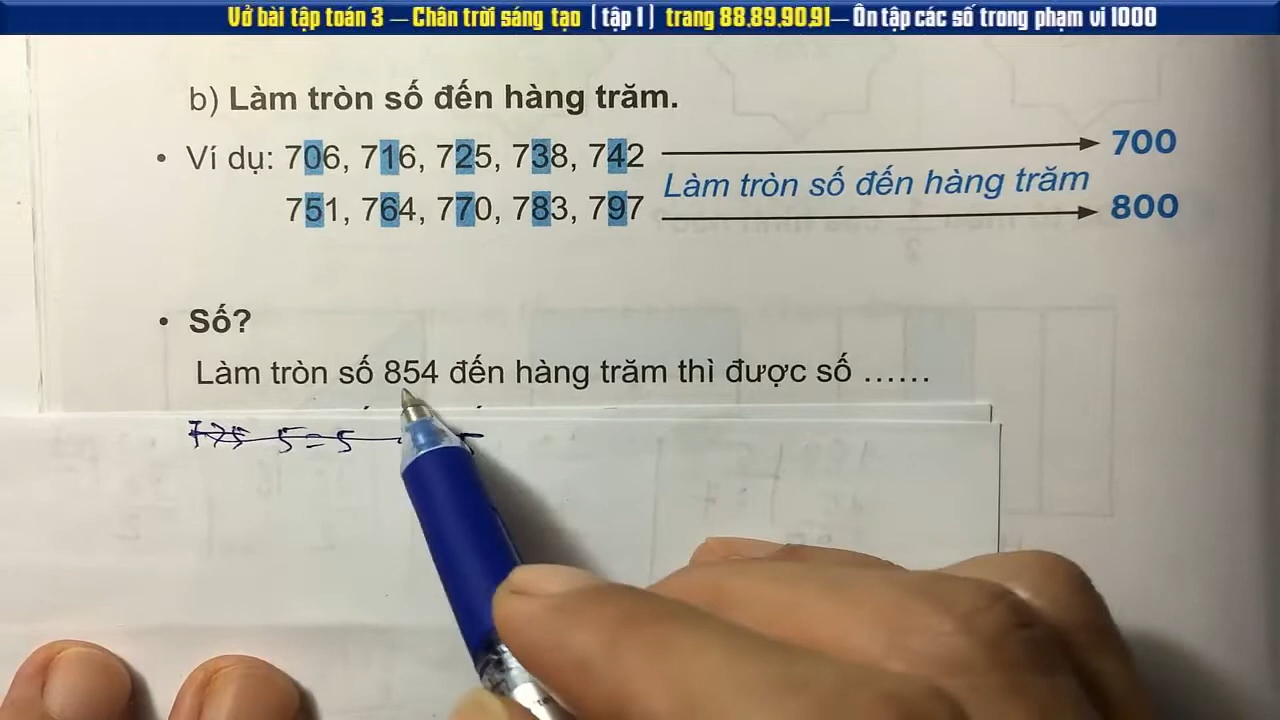 Vở bài tập toán 3 – Chân trời sáng tạo (tập 1) trang 88,89,90,91– Ôn tập các số trong phạm vi 1000
b) Làm tròn số đến hàng trăm.
• Ví dụ: 706, 716, 725, 738, 742 → 700
Làm tròn số đến hàng trăm
751, 764, 770, 783, 797 → 800
• Số?
Làm tròn số 854 đến hàng trăm thì được số ......
5 = 5